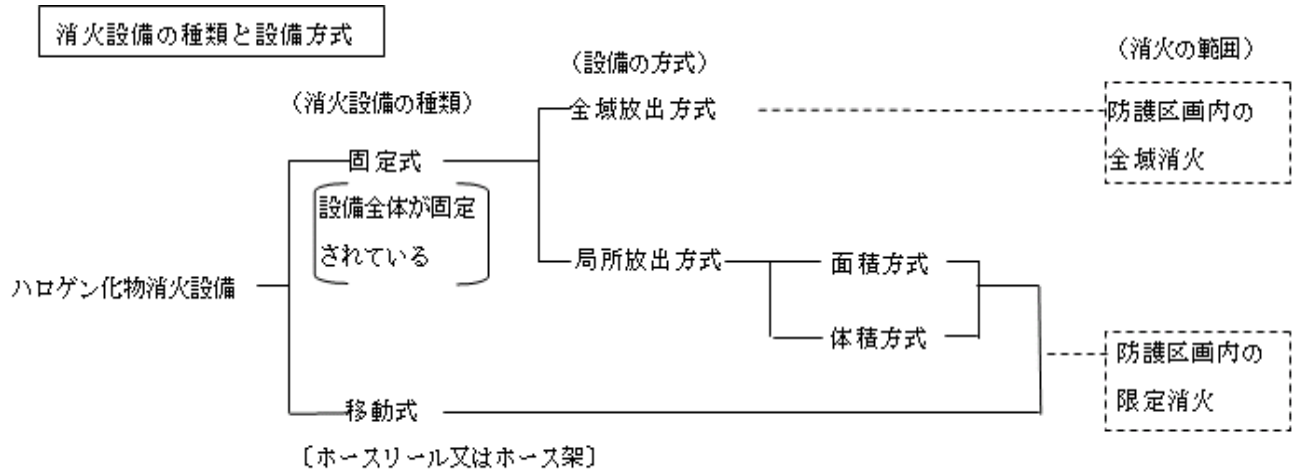 消火設備の種類と設備方式
（消火の範囲）
（設備の方式）
（消火設備の種類）
全域放出方式
防護区画内の
全域消火
固定式
設備全体が固定
されている
局所放出方式
面積方式
ハロゲン化物消火設備
体積方式
防護区画内の
限定消火
移動式
〔ホースリール又はホース架〕